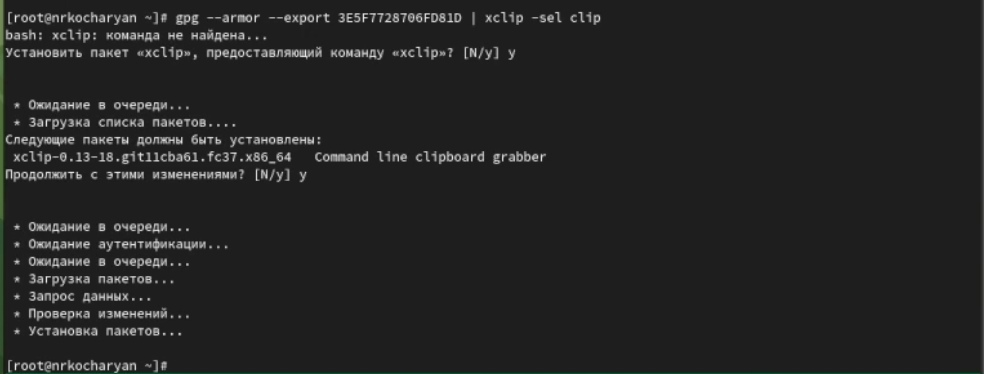 [root@nrkocharyan ~]# gpg --armor --export 3E5F7728706FD81D | xclip -sel clip
bash: xclip: команда не найдена...
Установить пакет «xclip», предоставляющий команду «xclip»? [N/y] y
* Ожидание в очереди...
* Загрузка списка пакетов....
Следующие пакеты должны быть установлены:
xclip-0.13-18.git11cba61.fc37.x86_64   Command line clipboard grabber
Продолжить с этими изменениями? [N/y] y
* Ожидание в очереди...
* Ожидание аутентификации...
* Ожидание в очереди...
* Загрузка пакетов...
* Запрос данных...
* Проверка изменений...
* Установка пакетов...
[root@nrkocharyan ~]#